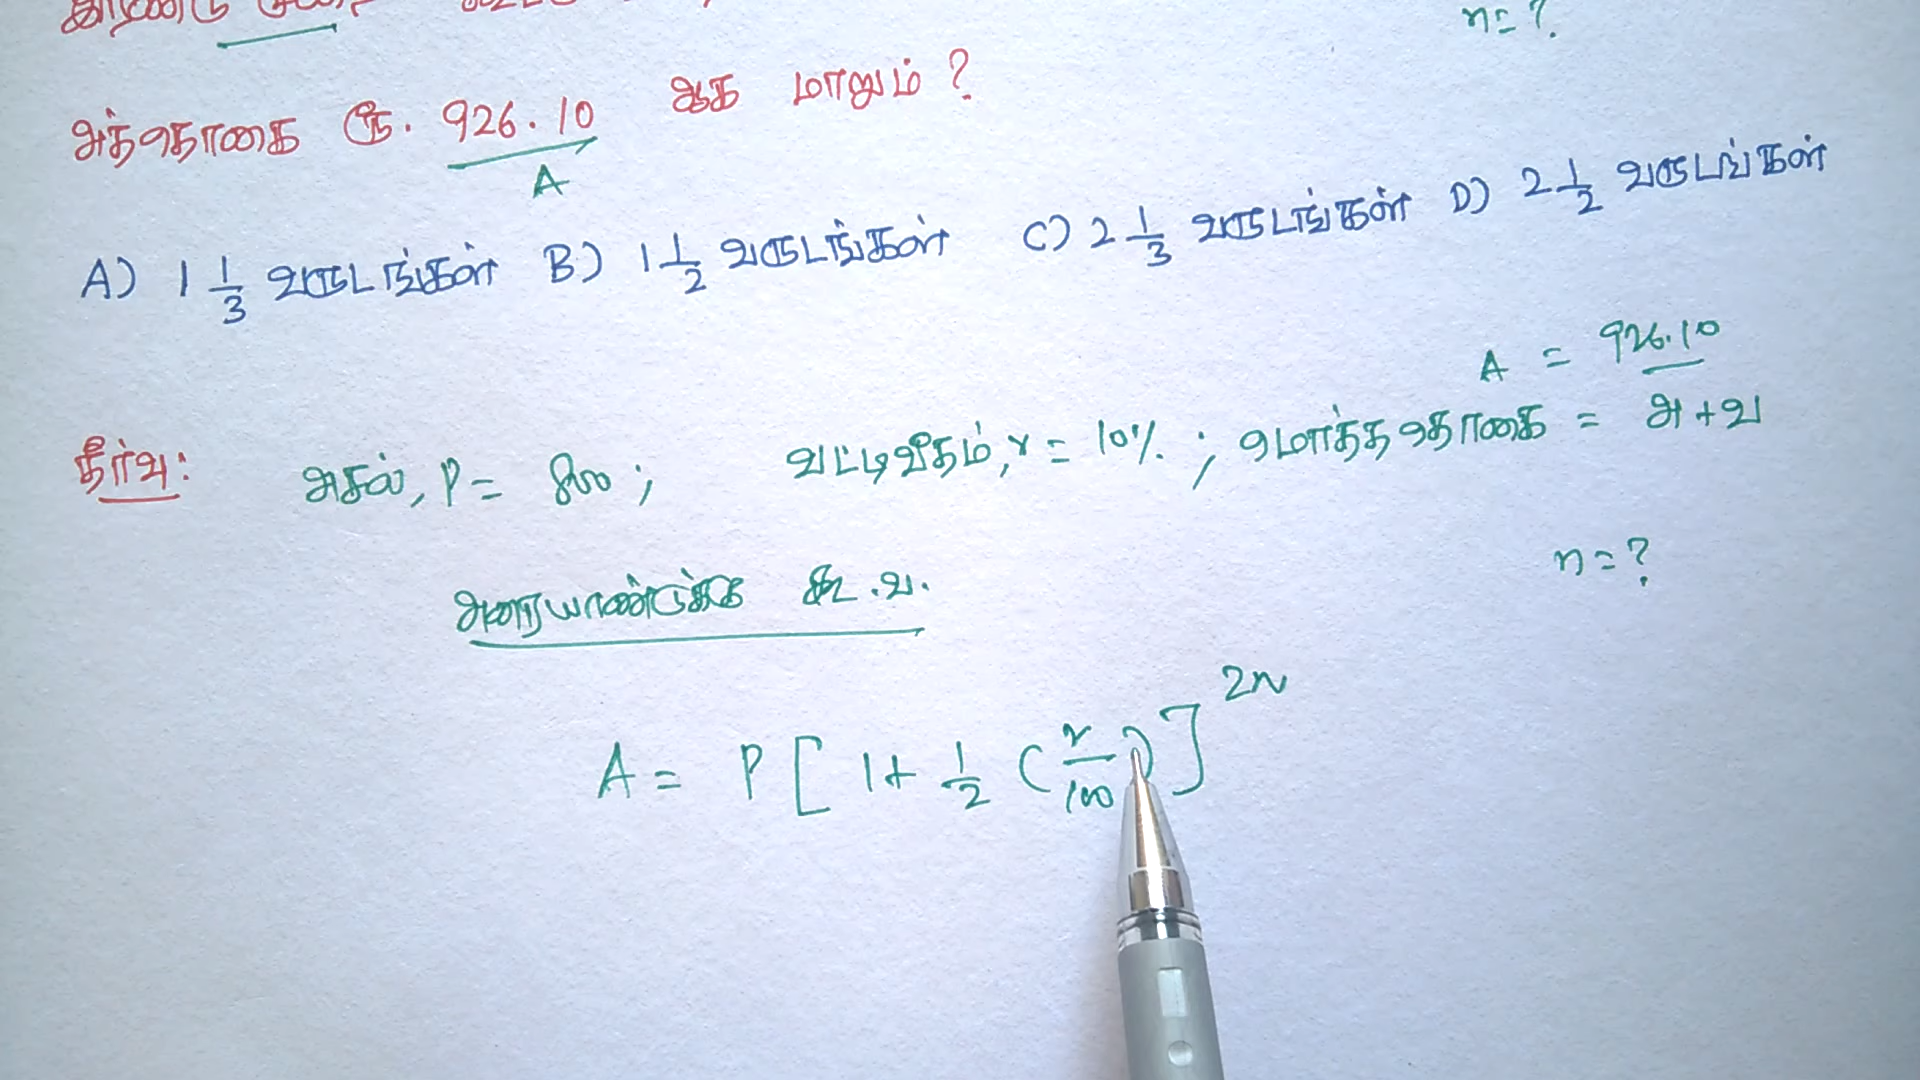 இரண்டு முறை
n = ?
அத்தொகை ரூ. 926.10 ஆக மாறும் ?
A
A) 1 1/3 வருடங்கள் B) 1 1/2 வருடங்கள் C) 2 1/3 வருடங்கள் D) 2 1/2 வருடங்கள்
A = 926.10
தீர்வு: அசல், P = 800 ; வட்டிவீதம், r = 10% ; மொத்த தொகை = அ + வ
n = ?
அரையாண்டுக்கு கூ.வ.
A = P [ 1 + 1/2 ( r/100 ) ]^2n